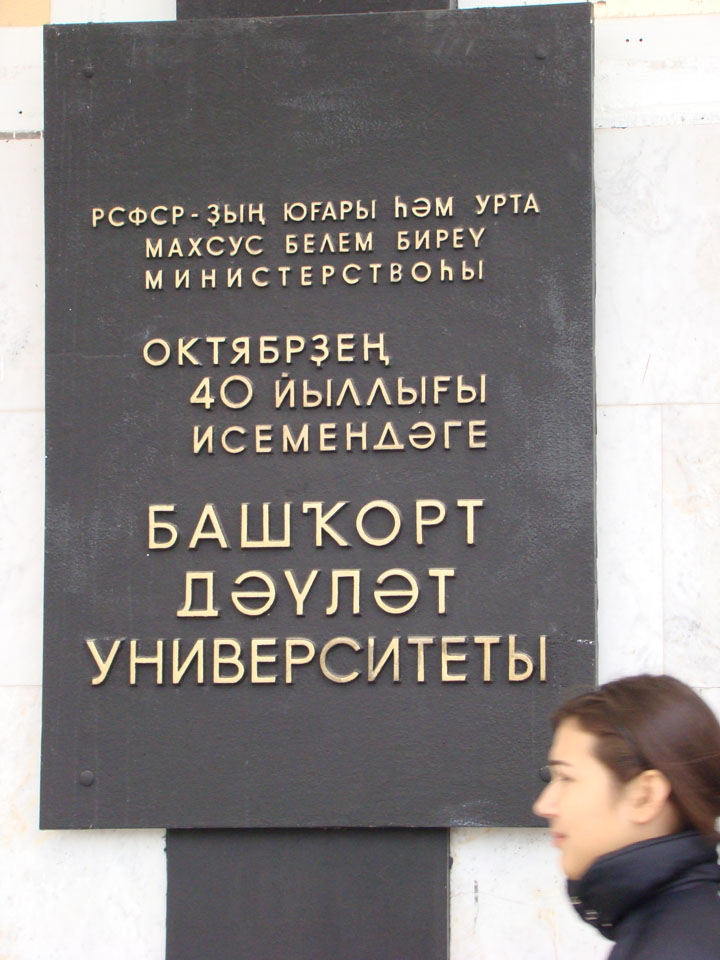 РСФСР-ҘЫҢ ЮҒАРЫ ҺӘМ УРТА
МАХСУС БЕЛЕМ БИРЕҮ
МИНИСТЕРСТВОҺЫ
ОКТЯБРҘЕҢ
40 ЙЫЛЛЫҒЫ
ИСЕМЕНДӘГЕ
БАШҠОРТ
ДӘҮЛӘТ
УНИВЕРСИТЕТЫ